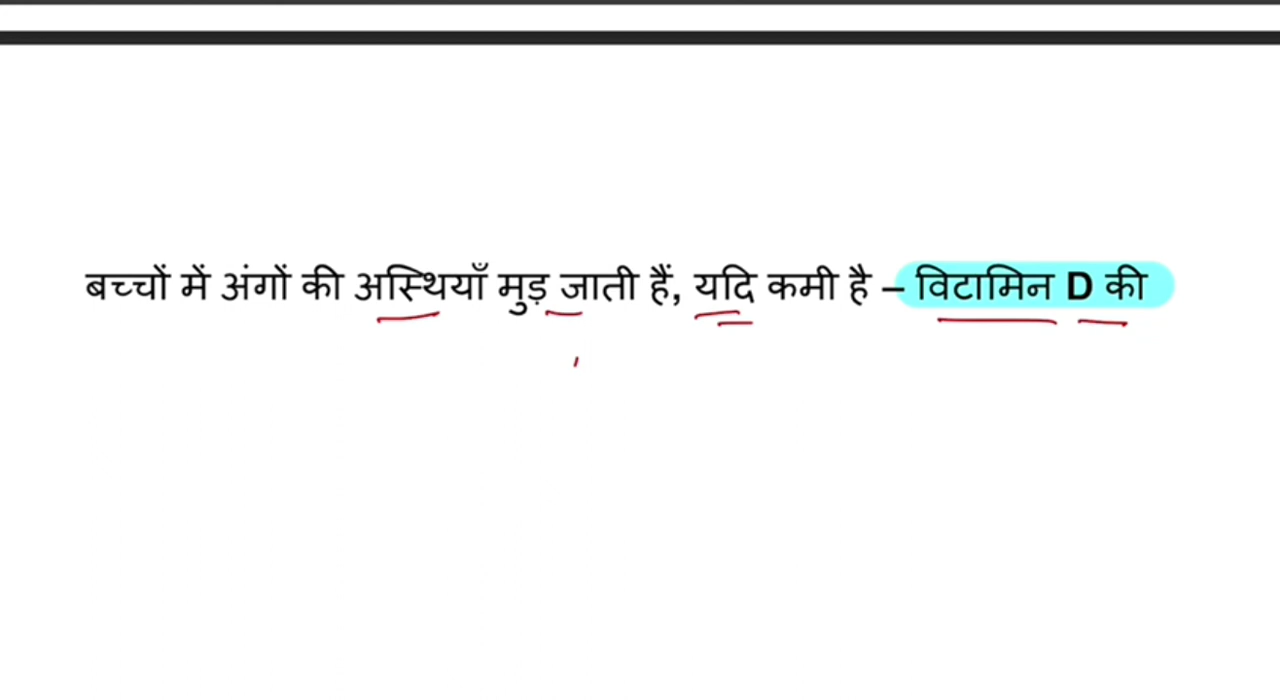 बच्चों में अंगों की अस्थियाँ मुड़ जाती हैं, यदि कमी है – विटामिन D की